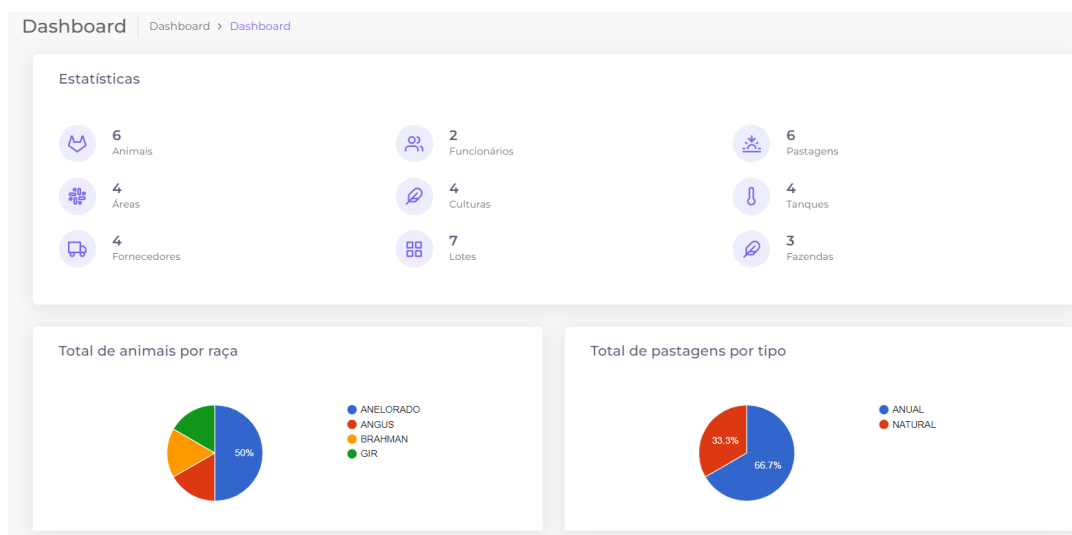 Dashboard Dashboard > Dashboard
Estatísticas
6
Animais
2
Funcionários
6
Pastagens
4
Áreas
4
Culturas
4
Tanques
4
Fornecedores
7
Lotes
3
Fazendas
Total de animais por raça
50%
ANELORADO
ANGUS
BRAHMAN
GIR
Total de pastagens por tipo
33.3%
66.7%
ANUAL
NATURAL